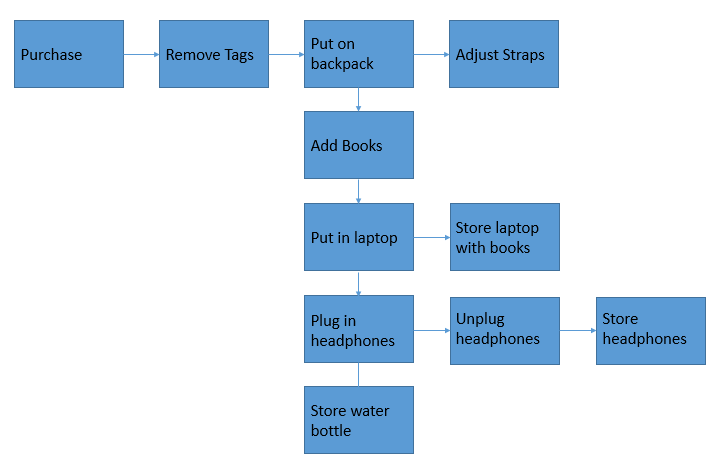 Purchase
Remove Tags
Put on
backpack
Adjust Straps
Add Books
Put in laptop
Store laptop
with books
Plug in
headphones
Unplug
headphones
Store
headphones
Store water
bottle